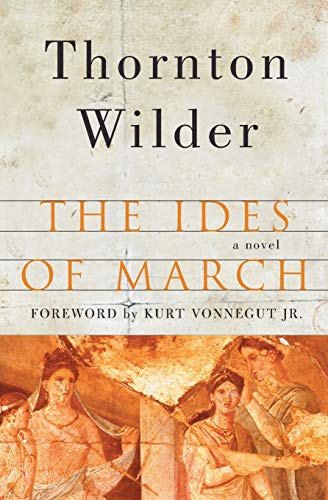 Thornton
Wilder
THE IDES
a novel
OF MARCH
FOREWORD by KURT VONNEGUT JR.